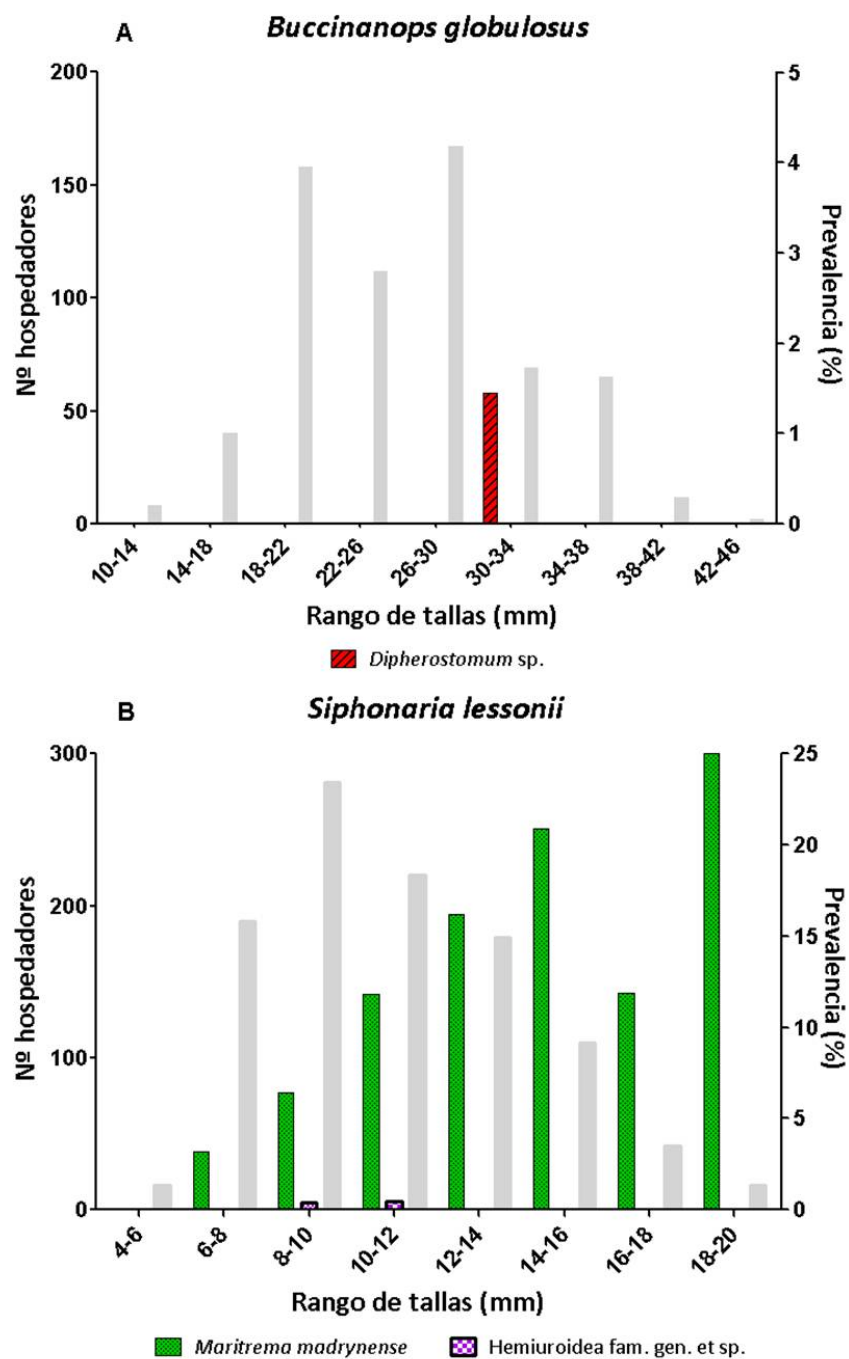 A
Buccinanops globulosus
200
150
100
50
0
Nº hospedadores
5
4
3
2
1
0
Prevalencia (%)
10-14
14-18
18-22
22-26
26-30
30-34
34-38
38-42
42-46
Rango de tallas (mm)
Dipherostomum sp.
B
Siphonaria lessonii
300
200
100
0
Nº hospedadores
25
20
15
10
5
0
Prevalencia (%)
4-6
6-8
8-10
10-12
12-14
14-16
16-18
18-20
Rango de tallas (mm)
Maritrema madrynense
Hemiuroidea fam. gen. et sp.